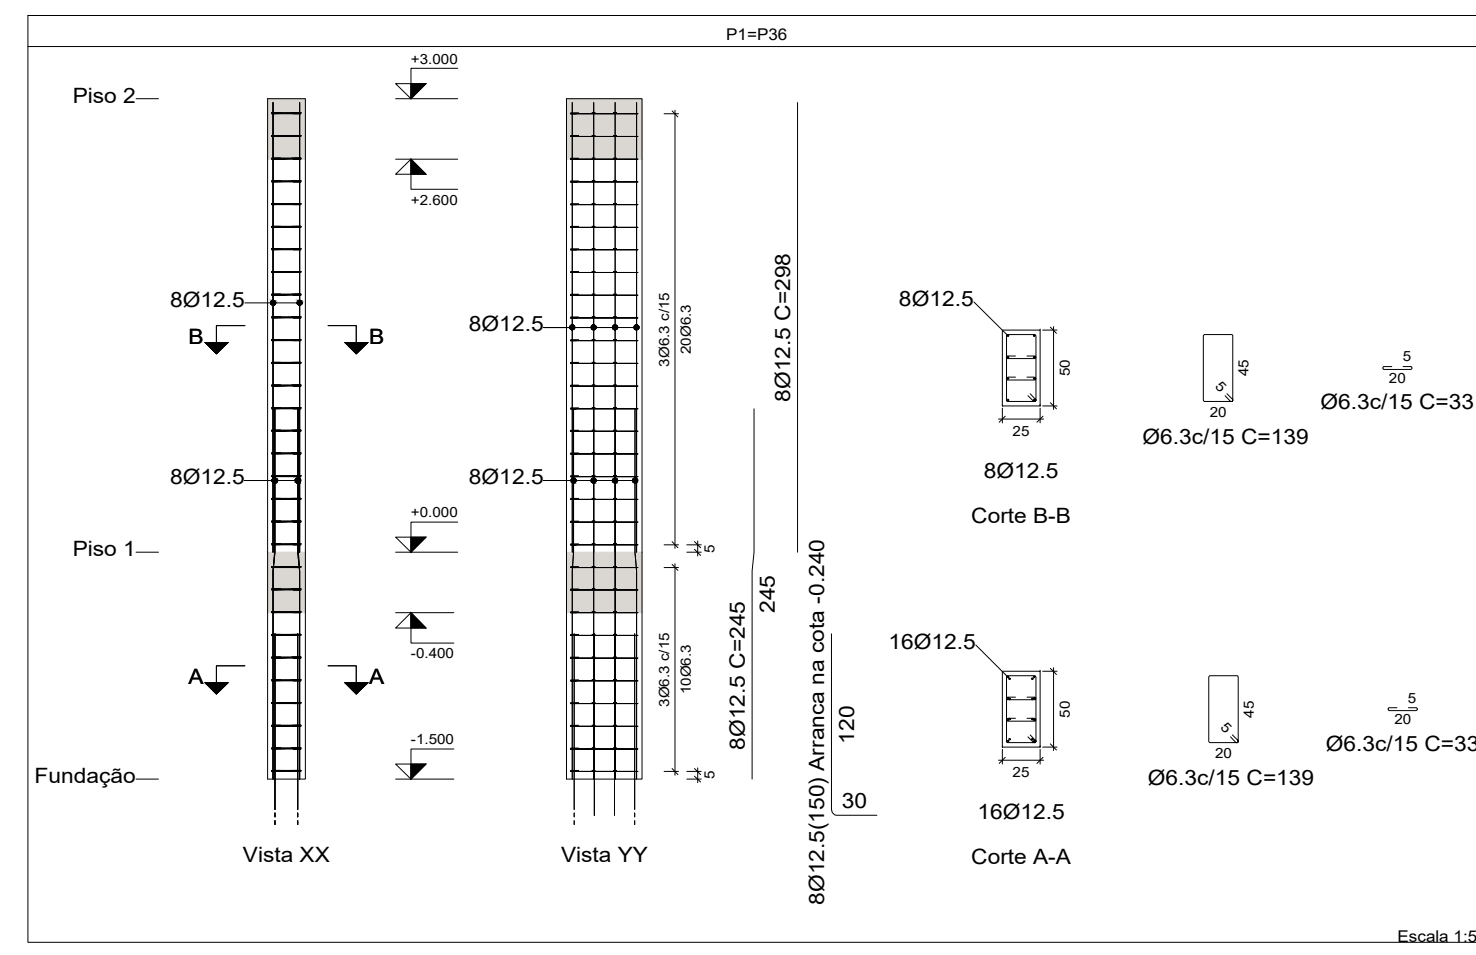 P1=P36
+3.000
Piso 2
+2.600
8Ø12.5
B
B
8Ø12.5
3Ø6.3 c/15
20Ø6.3
8Ø12.5 C=298
8Ø12.5
8Ø12.5
+0.000
Piso 1
5
-0.400
A
A
3Ø6.3 c/15
10Ø6.3
-1.500
Fundação
5
8Ø12.5 C=245
245
8Ø12.5(150) Arranca na cota -0.240
120
30
Vista XX
Vista YY
8Ø12.5
50
25
8Ø12.5
Corte B-B
45
5
20
Ø6.3c/15 C=139
5
20
Ø6.3c/15 C=33
16Ø12.5
50
25
16Ø12.5
Corte A-A
45
5
20
Ø6.3c/15 C=139
5
20
Ø6.3c/15 C=33
Escala 1:5